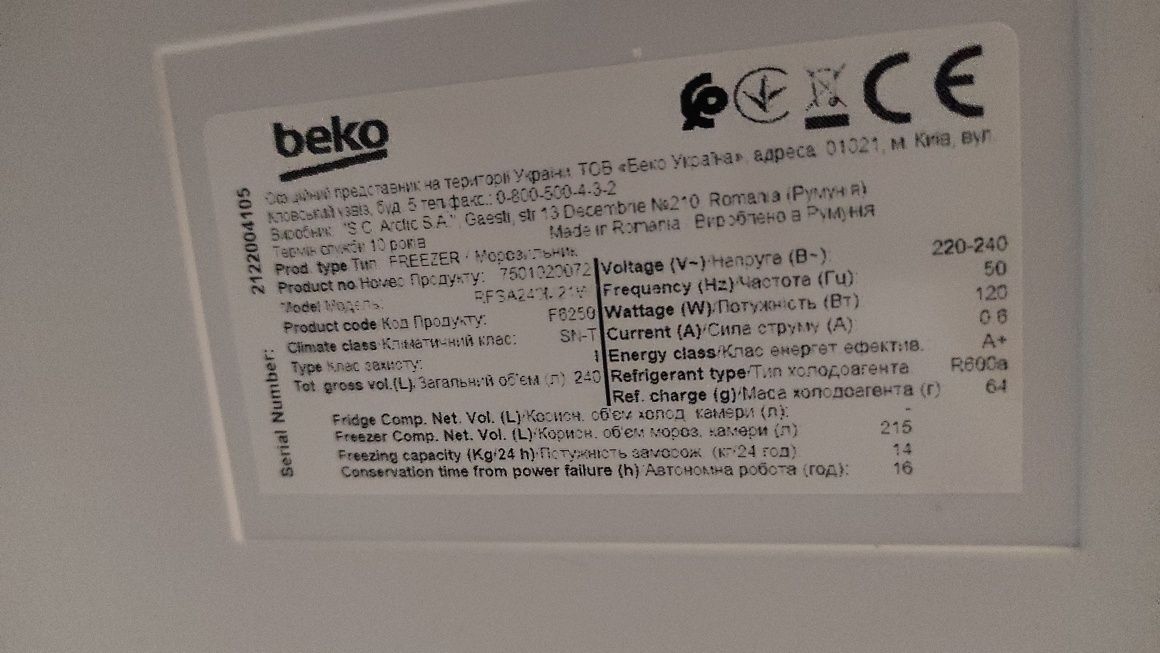 beko
CE
Офіційний представник на території України ТОВ «Беко Україна», адреса 01021, м. Київ, вул.
Кловський узвіз, буд. 5 тел.факс.: 0-800-500-4-3-2
Виробник: "S.C. Arctic S.A.", Gaesti, str 13 Decembrie №210 Romania (Румунія)
Термін служби 10 років Made in Romania Вироблено в Румунія
Prod. type Тип FREEZER / Морозильник
Product no Номес Продукту: 7501020072
Model Модель:
Product code Код Продукту: F6250
Climate class Кліматичний клас: SN-T
Type Клас захисту: I
Tot gross vol.(L) Загальний об'єм (л) 240
Voltage (V~)/Напруга (В~): 220-240
Frequency (Hz)/Частота (Гц): 50
Wattage (W)/Потужність (Вт) 120
Current (A)/Сила струму (А) 0 6
Energy class/Клас енергет ефектив. A+
Refrigerant type/Тип холодоагента R600a
Ref. charge (g)/Маса холодоагента (г) 64
Fridge Comp. Net. Vol. (L)/Корисн. об'єм холод. камери (л): -
Freezer Comp. Net. Vol. (L)/Корисн. об'єм мороз. камери (л) 215
Freezing capacity (Kg/24 h)/Потужність заморож. (кг/24 год) 14
Conservation time from power failure (h)/Автономна робота (год): 16
Serial Number: 2122004105